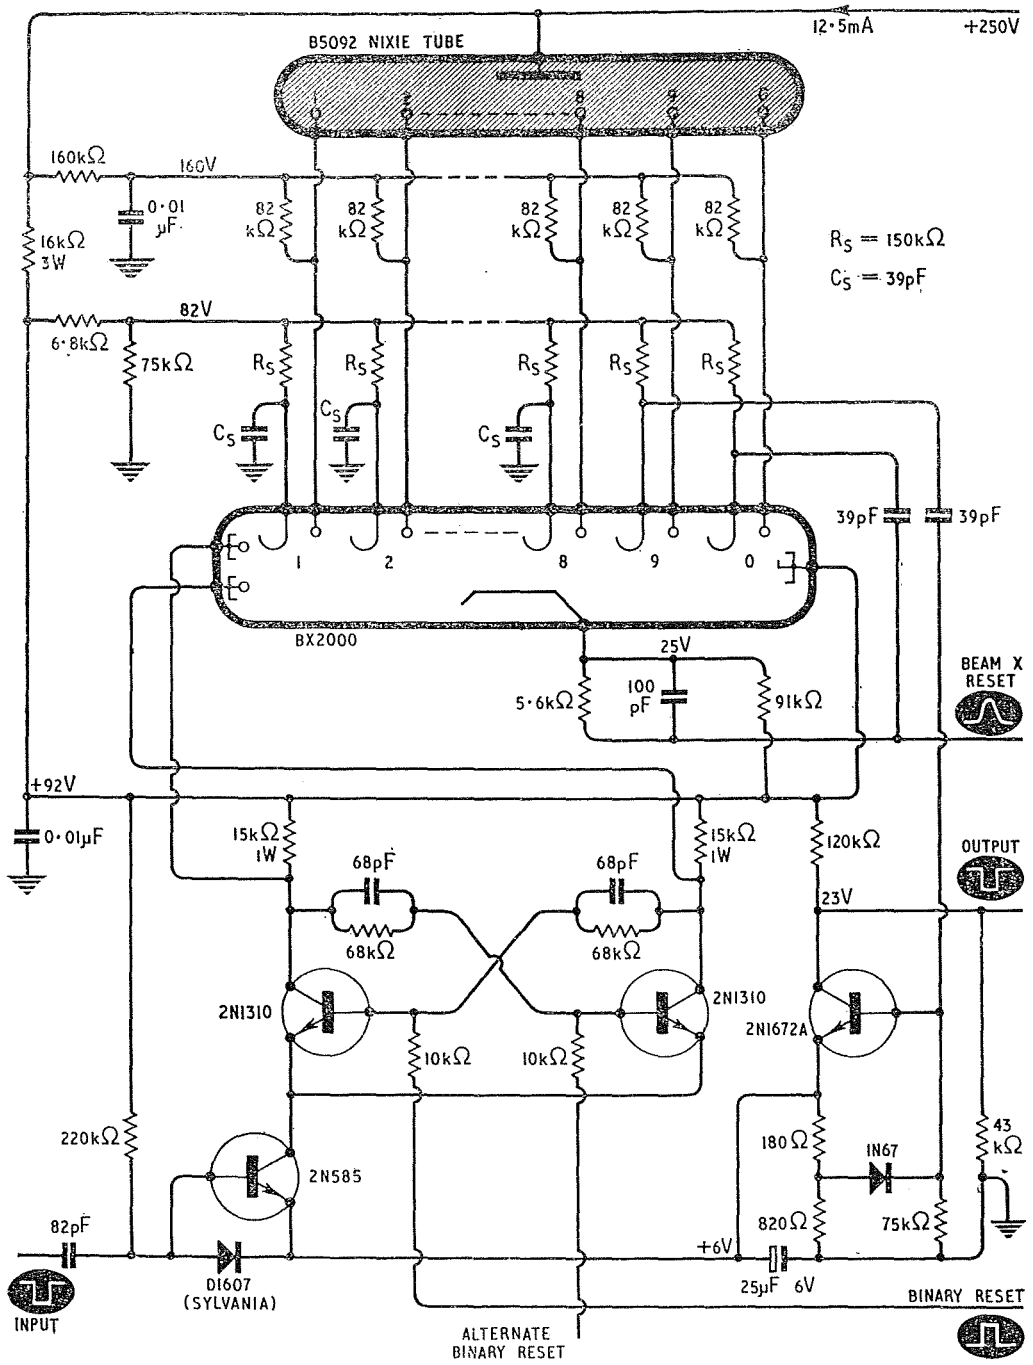 12·5mA
+250V
B5092 NIXIE TUBE
1
2
8
9
0
160kΩ
160V
0·01
µF
82
kΩ
82
kΩ
82
kΩ
82
kΩ
82
kΩ
16kΩ
3W
RS = 150kΩ
CS = 39pF
82V
6·8kΩ
75kΩ
RS
RS
RS
RS
RS
CS
CS
CS
39pF
39pF
1
2
8
9
0
BX2000
25V
5·6kΩ
100
pF
91kΩ
BEAM X
RESET
+92V
0·01µF
15kΩ
1W
68pF
68kΩ
68pF
68kΩ
15kΩ
1W
120kΩ
OUTPUT
23V
2N1310
2N1310
2N1672A
10kΩ
10kΩ
220kΩ
2N585
180Ω
1N67
43
kΩ
82pF
820Ω
75kΩ
+6V
D1607
(SYLVANIA)
25µF 6V
INPUT
BINARY RESET
ALTERNATE
BINARY RESET